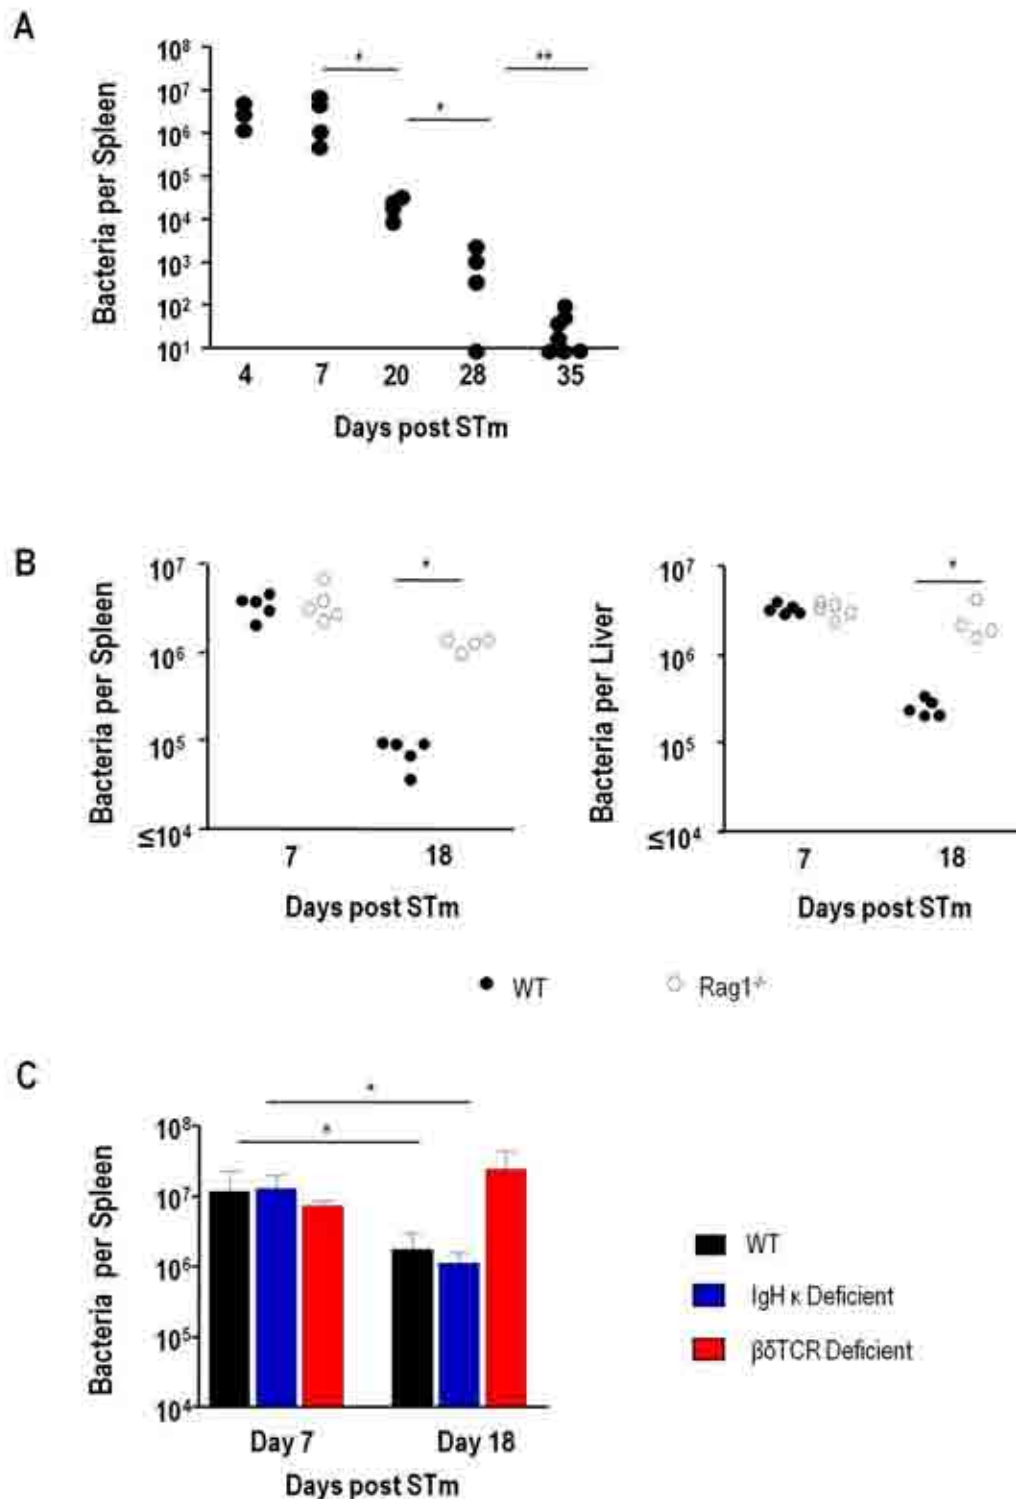 A
*
**
*
10⁸
10⁷
10⁶
10⁵
10⁴
10³
10²
10¹
Bacteria per Spleen
4 7 20 28 35
Days post STm
B
*
10⁷
10⁶
10⁵
≤10⁴
Bacteria per Spleen
7 18
Days post STm
*
10⁷
10⁶
10⁵
≤10⁴
Bacteria per Liver
7 18
Days post STm
WT Rag1⁻/⁻
C
*
*
10⁸
10⁷
10⁶
10⁵
10⁴
Bacteria per Spleen
Day 7 Day 18
Days post STm
WT
IgH κ Deficient
βδTCR Deficient